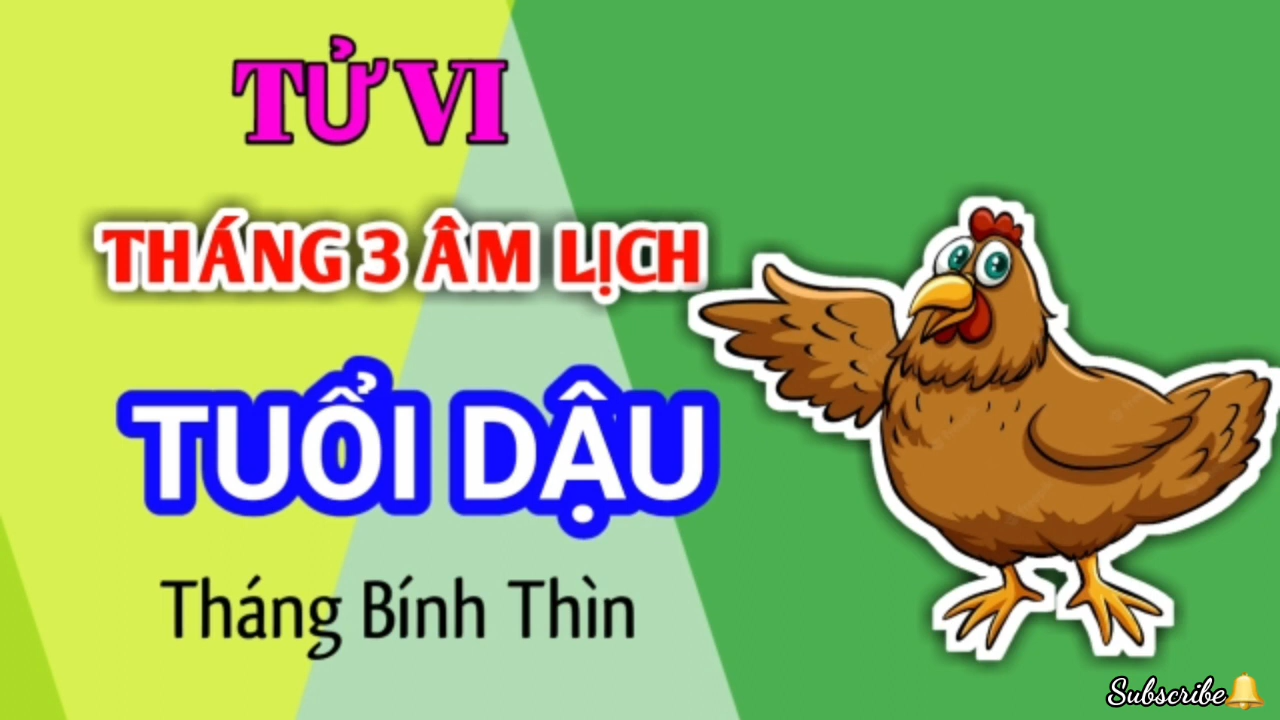 TỬ VI
THÁNG 3 ÂM LỊCH
TUỔI DẬU
Tháng Bính Thìn
Subscribe